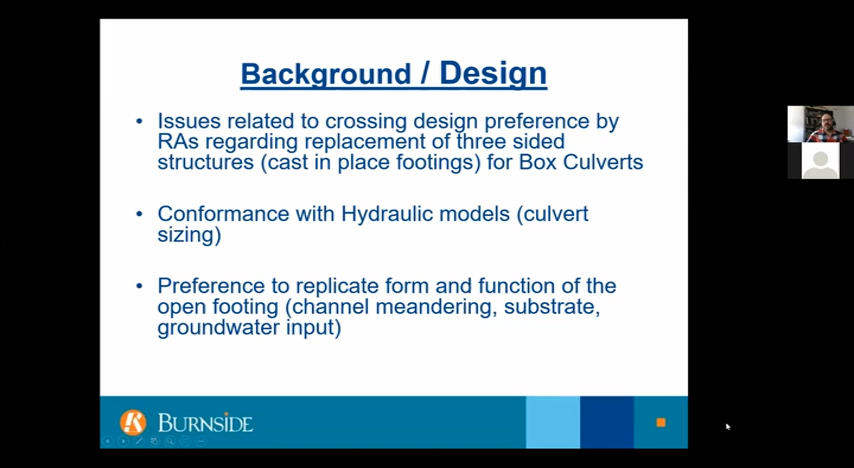 Background / Design
• Issues related to crossing design preference by
RAs regarding replacement of three sided
structures (cast in place footings) for Box Culverts
• Conformance with Hydraulic models (culvert
sizing)
• Preference to replicate form and function of the
open footing (channel meandering, substrate,
groundwater input)
BURNSIDE